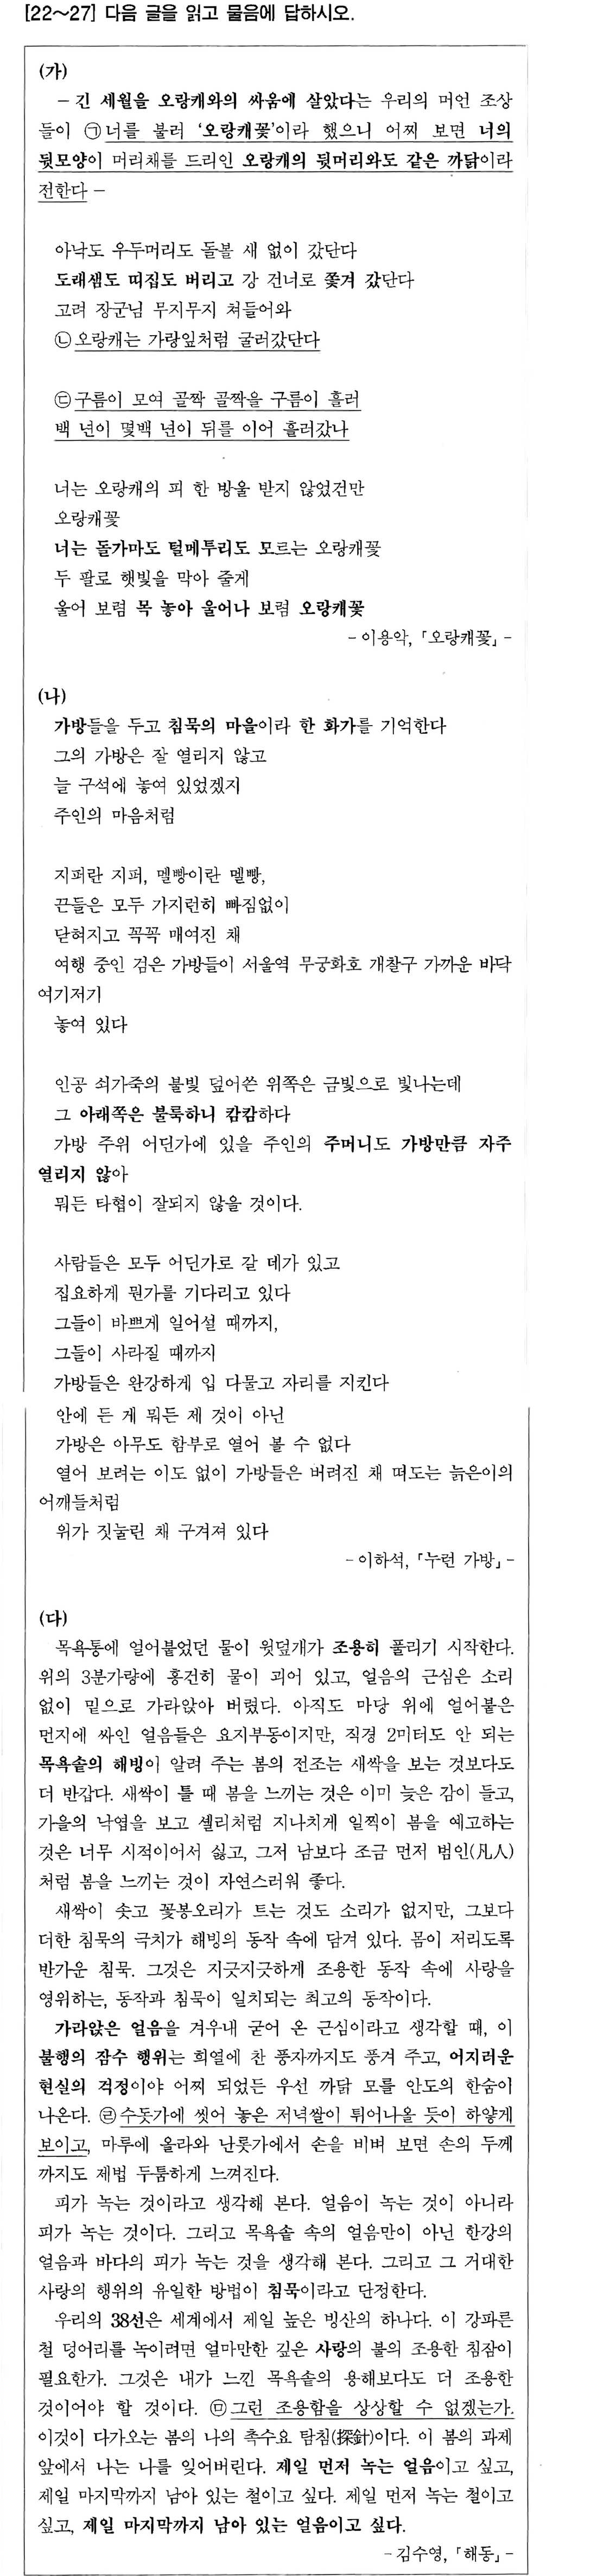 [22~27] 다음 글을 읽고 물음에 답하시오.
(가)
- 긴 세월을 오랑캐와의 싸움에 살았다는 우리의 머언 조상
들이 ㉠너를 불러 '오랑캐꽃'이라 했으니 어찌 보면 너의
뒷모양이 머리채를 드리인 오랑캐의 뒷머리와도 같은 까닭이라
전한다 -
아낙도 우두머리도 돌볼 새 없이 갔단다
도래샘도 띠집도 버리고 강 건너로 쫓겨 갔단다
고려 장군님 무지무지 쳐들어와
㉡오랑캐는 가랑잎처럼 굴러갔단다
㉢구름이 모여 골짝 골짝을 구름이 흘러
백 년이 몇백 년이 뒤를 이어 흘러갔나
너는 오랑캐의 피 한 방울 받지 않았건만
오랑캐꽃
너는 돌가마도 털메투리도 모르는 오랑캐꽃
두 팔로 햇빛을 막아 줄게
울어 보렴 목 놓아 울어나 보렴 오랑캐꽃
- 이용악, 「오랑캐꽃」 -
(나)
가방들을 두고 침묵의 마을이라 한 화가를 기억한다
그의 가방은 잘 열리지 않고
늘 구석에 놓여 있었겠지
주인의 마음처럼
지퍼란 지퍼, 멜빵이란 멜빵,
끈들은 모두 가지런히 빠짐없이
닫혀지고 꼭꼭 매여진 채
여행 중인 검은 가방들이 서울역 무궁화호 개찰구 가까운 바닥
여기저기
놓여 있다
인공 쇠가죽의 불빛 덮어쓴 위쪽은 금빛으로 빛나는데
그 아래쪽은 불룩하니 캄캄하다
가방 주위 어딘가에 있을 주인의 주머니도 가방만큼 자주
열리지 않아
뭐든 타협이 잘되지 않을 것이다.
사람들은 모두 어딘가로 갈 데가 있고
집요하게 뭔가를 기다리고 있다
그들이 바쁘게 일어설 때까지,
그들이 사라질 때까지
가방들은 완강하게 입 다물고 자리를 지킨다
안에 든 게 뭐든 제 것이 아닌
가방은 아무도 함부로 열어 볼 수 없다
열어 보려는 이도 없이 가방들은 버려진 채 떠도는 늙은이의
어깨들처럼
위가 짓눌린 채 구겨져 있다
- 이하석, 「누런 가방」 -
(다)
목욕통에 얼어붙었던 물이 윗덮개가 조용히 풀리기 시작한다.
위의 3분가량에 흥건히 물이 괴어 있고, 얼음의 근심은 소리
없이 밑으로 가라앉아 버렸다. 아직도 마당 위에 얼어붙은
먼지에 싸인 얼음들은 요지부동이지만, 직경 2미터도 안 되는
목욕솥의 해빙이 알려 주는 봄의 전조는 새싹을 보는 것보다도
더 반갑다. 새싹이 틀 때 봄을 느끼는 것은 이미 늦은 감이 들고,
가을의 낙엽을 보고 셸리처럼 지나치게 일찍이 봄을 예고하는
것은 너무 시적이어서 싫고, 그저 남보다 조금 먼저 범인(凡人)
처럼 봄을 느끼는 것이 자연스러워 좋다.
새싹이 솟고 꽃봉오리가 트는 것도 소리가 없지만, 그보다
더한 침묵의 극치가 해빙의 동작 속에 담겨 있다. 몸이 저리도록
반가운 침묵. 그것은 지긋지긋하게 조용한 동작 속에 사랑을
영위하는, 동작과 침묵이 일치되는 최고의 동작이다.
가라앉은 얼음을 겨우내 굳어 온 근심이라고 생각할 때, 이
불행의 잠수 행위는 희열에 찬 풍자까지도 풍겨 주고, 어지러운
현실의 걱정이야 어찌 되었든 우선 까닭 모를 안도의 한숨이
나온다. ㉣수돗가에 씻어 놓은 저녁쌀이 튀어나올 듯이 하얗게
보이고, 마루에 올라와 난롯가에서 손을 비벼 보면 손의 두께
까지도 제법 두툼하게 느껴진다.
피가 녹는 것이라고 생각해 본다. 얼음이 녹는 것이 아니라
피가 녹는 것이다. 그리고 목욕솥 속의 얼음만이 아닌 한강의
얼음과 바다의 피가 녹는 것을 생각해 본다. 그리고 그 거대한
사랑의 행위의 유일한 방법이 침묵이라고 단정한다.
우리의 38선은 세계에서 제일 높은 빙산의 하나다. 이 강파른
철 덩어리를 녹이려면 얼마만한 깊은 사랑의 불의 조용한 침잠이
필요한가. 그것은 내가 느낀 목욕솥의 용해보다도 더 조용한
것이어야 할 것이다. ㉤그런 조용함을 상상할 수 없겠는가.
이것이 다가오는 봄의 나의 촉수요 탐침(探針)이다. 이 봄의 과제
앞에서 나는 나를 잊어버린다. 제일 먼저 녹는 얼음이고 싶고,
제일 마지막까지 남아 있는 철이고 싶다. 제일 먼저 녹는 철이고
싶고, 제일 마지막까지 남아 있는 얼음이고 싶다.
- 김수영, 「해동」 -